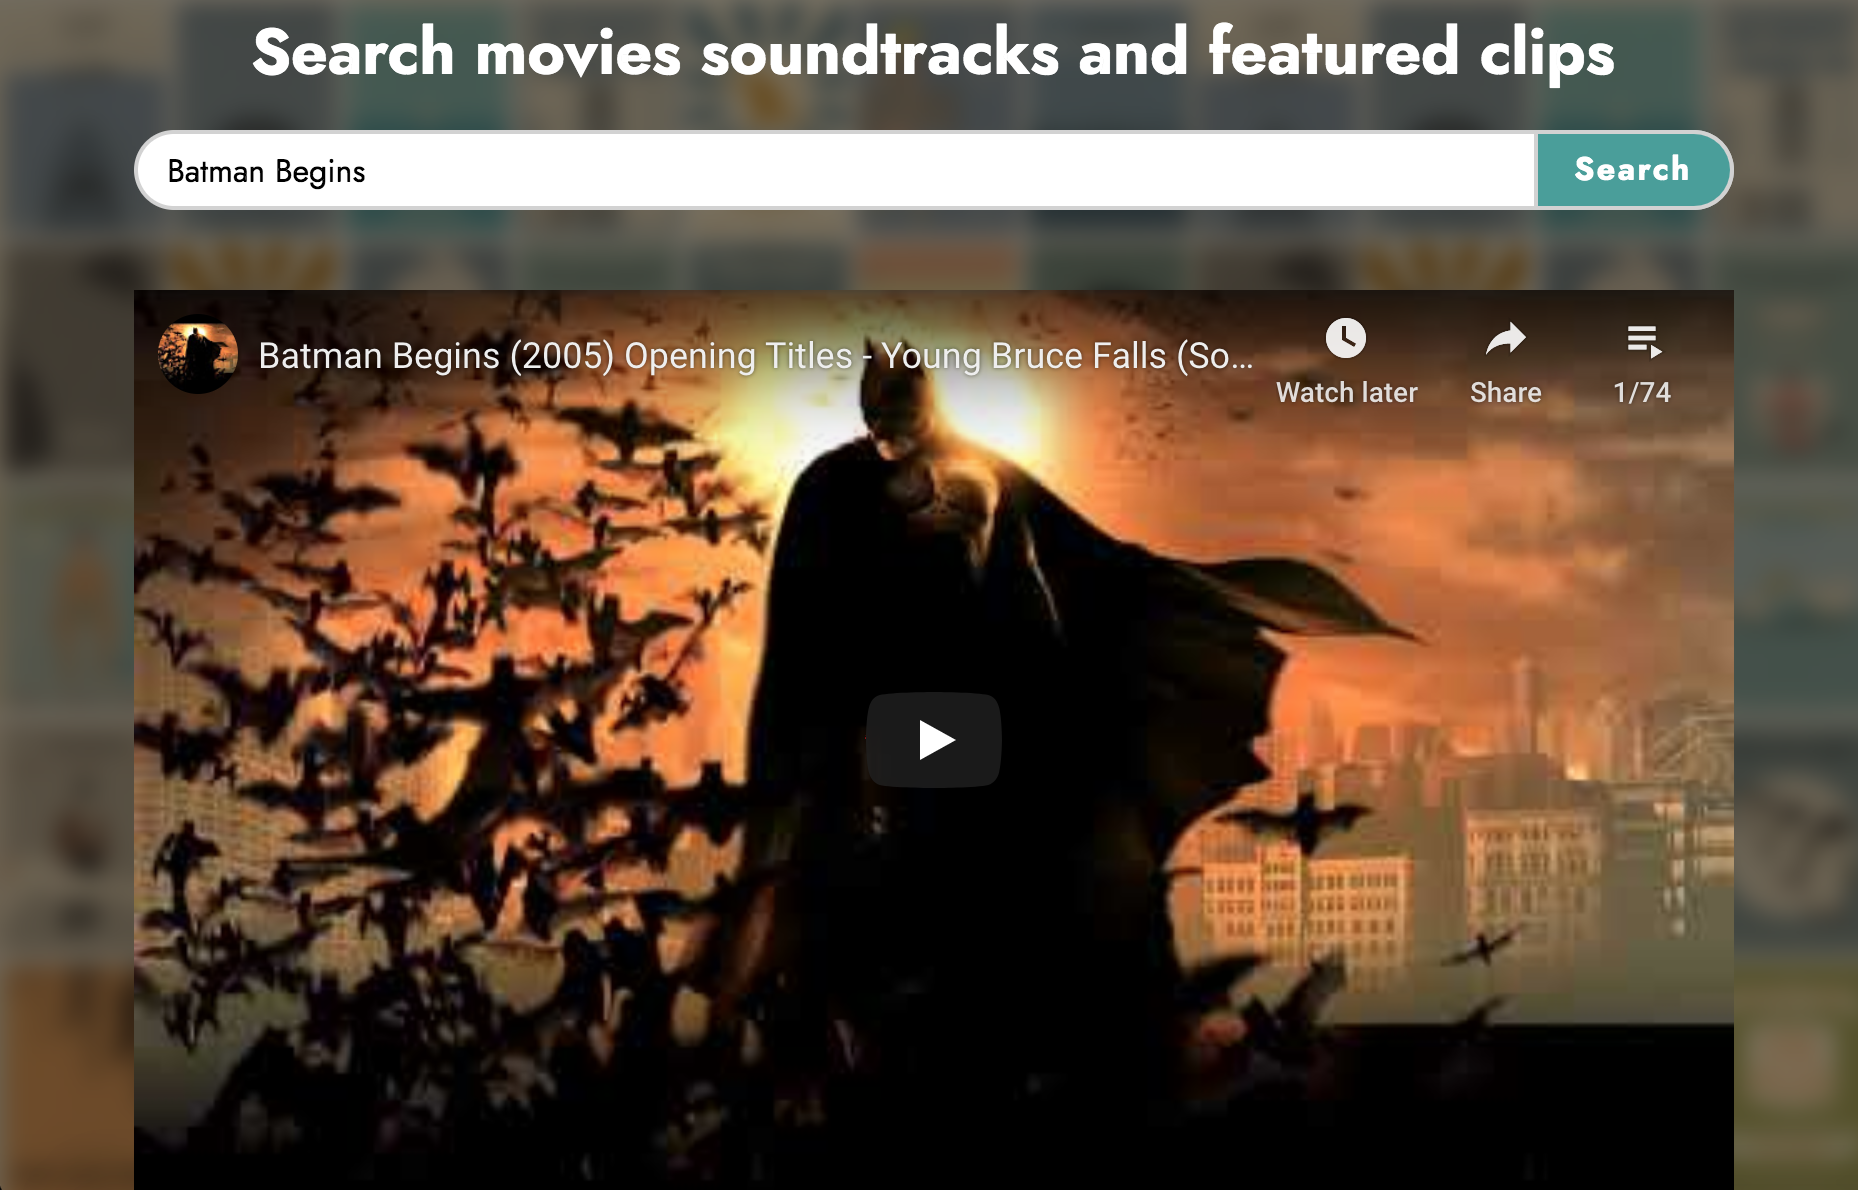 Search movies soundtracks and featured clips
Batman Begins
Search
Batman Begins (2005) Opening Titles - Young Bruce Falls (So...
Watch later
Share
1/74